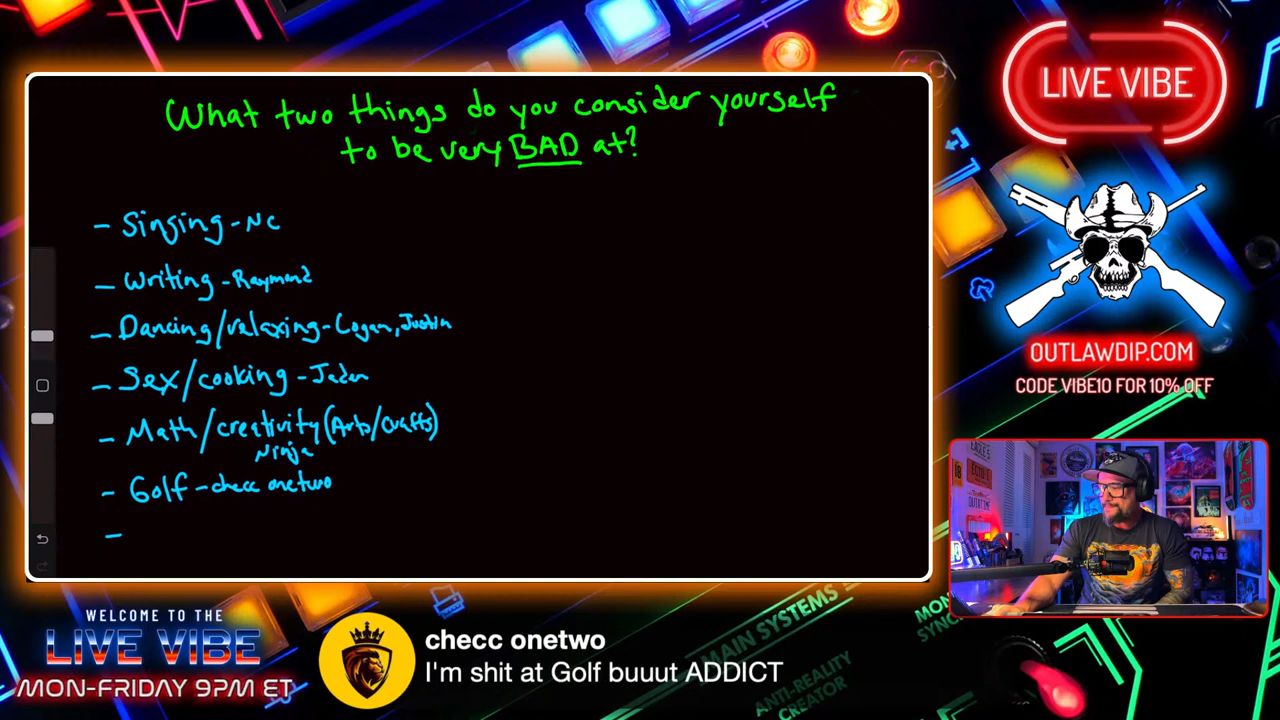 What two things do you consider yourself
to be very BAD at?
- Singing - NC
- Writing - Raymond
- Dancing/relaxing - Logan, Justin
- Sex/cooking - Jaden
- Math/creativity (Arts/Crafts)
Ninja
- Golf - checc onetwo
-
LIVE VIBE
OUTLAWDIP.COM
CODE VIBE10 FOR 10% OFF
WELCOME TO THE
LIVE VIBE
MON-FRIDAY 9PM ET
checc onetwo
I'm shit at Golf buuut ADDICT
MAIN SYSTEMS
ANTI-REALITY
CREATOR